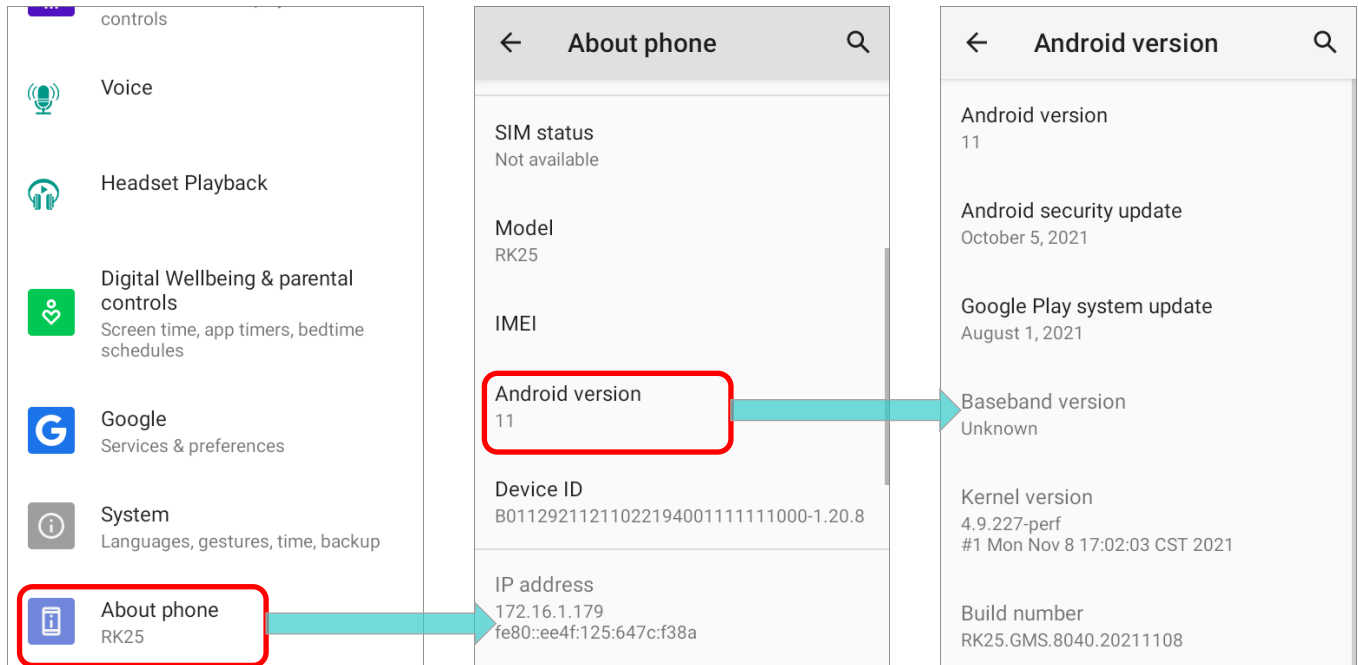 controls
Voice
Headset Playback
Digital Wellbeing & parental
controls
Screen time, app timers, bedtime
schedules
Google
Services & preferences
System
Languages, gestures, time, backup
About phone
RK25
About phone
SIM status
Not available
Model
RK25
IMEI
Android version
11
Device ID
B01129211211022194001111111000-1.20.8
IP address
172.16.1.179
fe80::ee4f:125:647c:f38a
Android version
Android version
11
Android security update
October 5, 2021
Google Play system update
August 1, 2021
Baseband version
Unknown
Kernel version
4.9.227-perf
#1 Mon Nov 8 17:02:03 CST 2021
Build number
RK25.GMS.8040.20211108